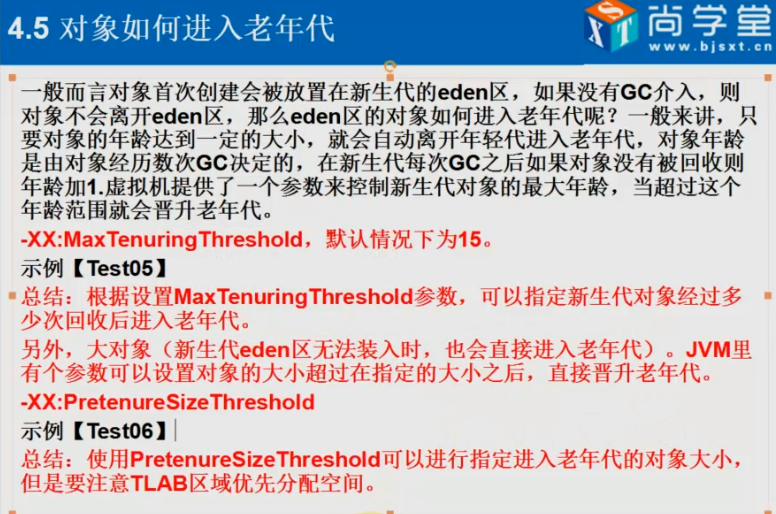 4.5 对象如何进入老年代
尚学堂
XST
www.bjsxt.cn
一般而言对象首次创建会被放置在新生代的eden区，如果没有GC介入，则
对象不会离开eden区，那么eden区的对象如何进入老年代呢？一般来讲，只
要对象的年龄达到一定的大小，就会自动离开年轻代进入老年代，对象年龄
是由对象经历数次GC决定的，在新生代每次GC之后如果对象没有被回收则
年龄加1.虚拟机提供了一个参数来控制新生代对象的最大年龄，当超过这个
年龄范围就会晋升老年代。
-XX:MaxTenuringThreshold，默认情况下为15。
示例【Test05】
总结：根据设置MaxTenuringThreshold参数，可以指定新生代对象经过多
少次回收后进入老年代。
另外，大对象（新生代eden区无法装入时，也会直接进入老年代）。JVM里
有个参数可以设置对象的大小超过在指定的大小之后，直接晋升老年代。
-XX:PretenureSizeThreshold
示例【Test06】
总结：使用PretenureSizeThreshold可以进行指定进入老年代的对象大小，
但是要注意TLAB区域优先分配空间。